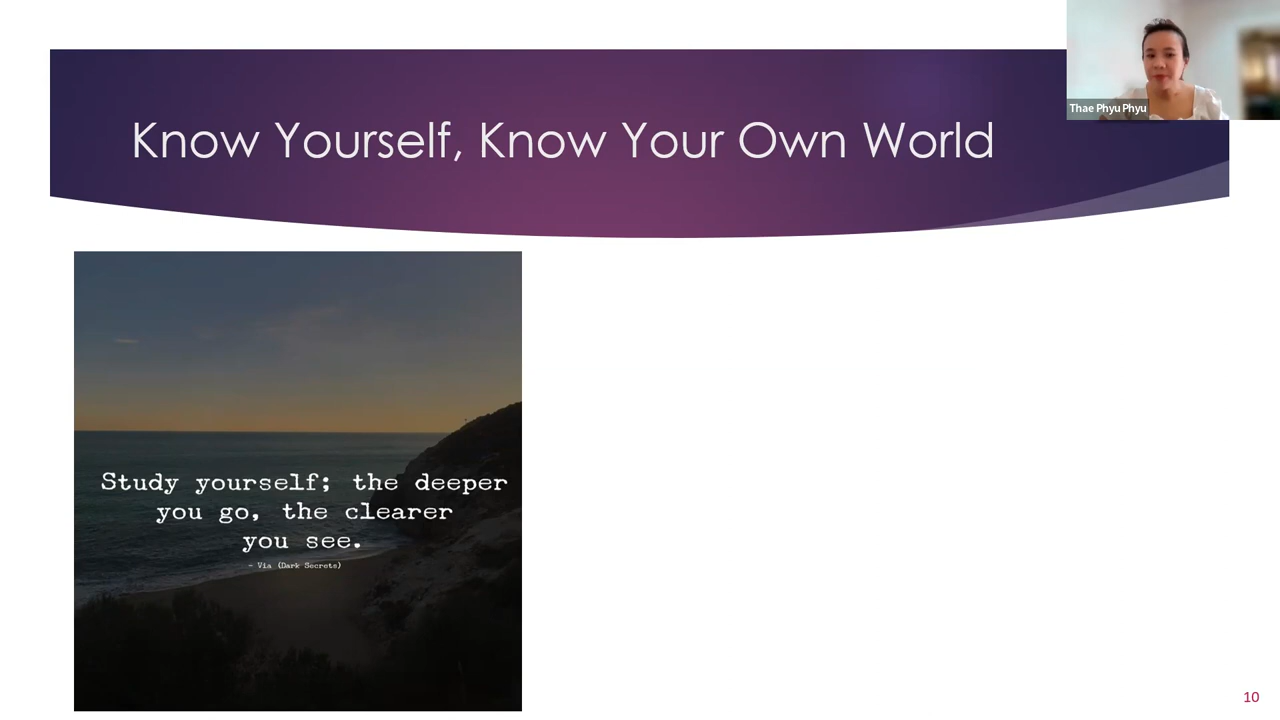 Thae Phyu Phyu
Know Yourself, Know Your Own World
Study yourself; the deeper
you go, the clearer
you see.
- Via (Dark Secrets)
10